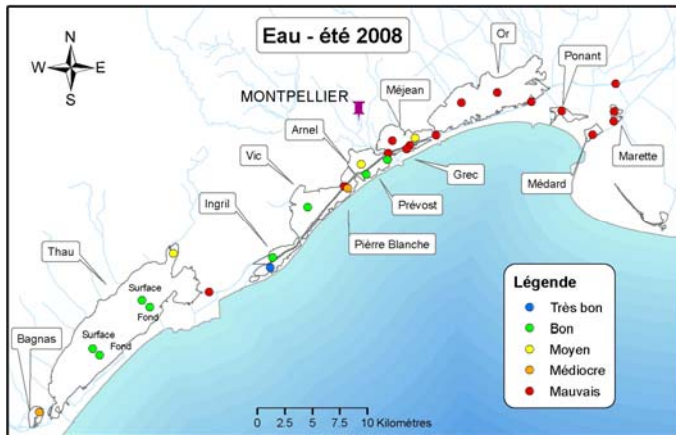 Eau - été 2008
N
W E
S
Or
Ponant
Méjean
MONTPELLIER
Arnel
Vic
Marette
Grec
Médard
Prévost
Ingril
Pièrre Blanche
Thau
Surface
Fond
Surface
Fond
Bagnas
Légende
Très bon
Bon
Moyen
Médiocre
Mauvais
0 2.5 5 7.5 10 Kilomètres